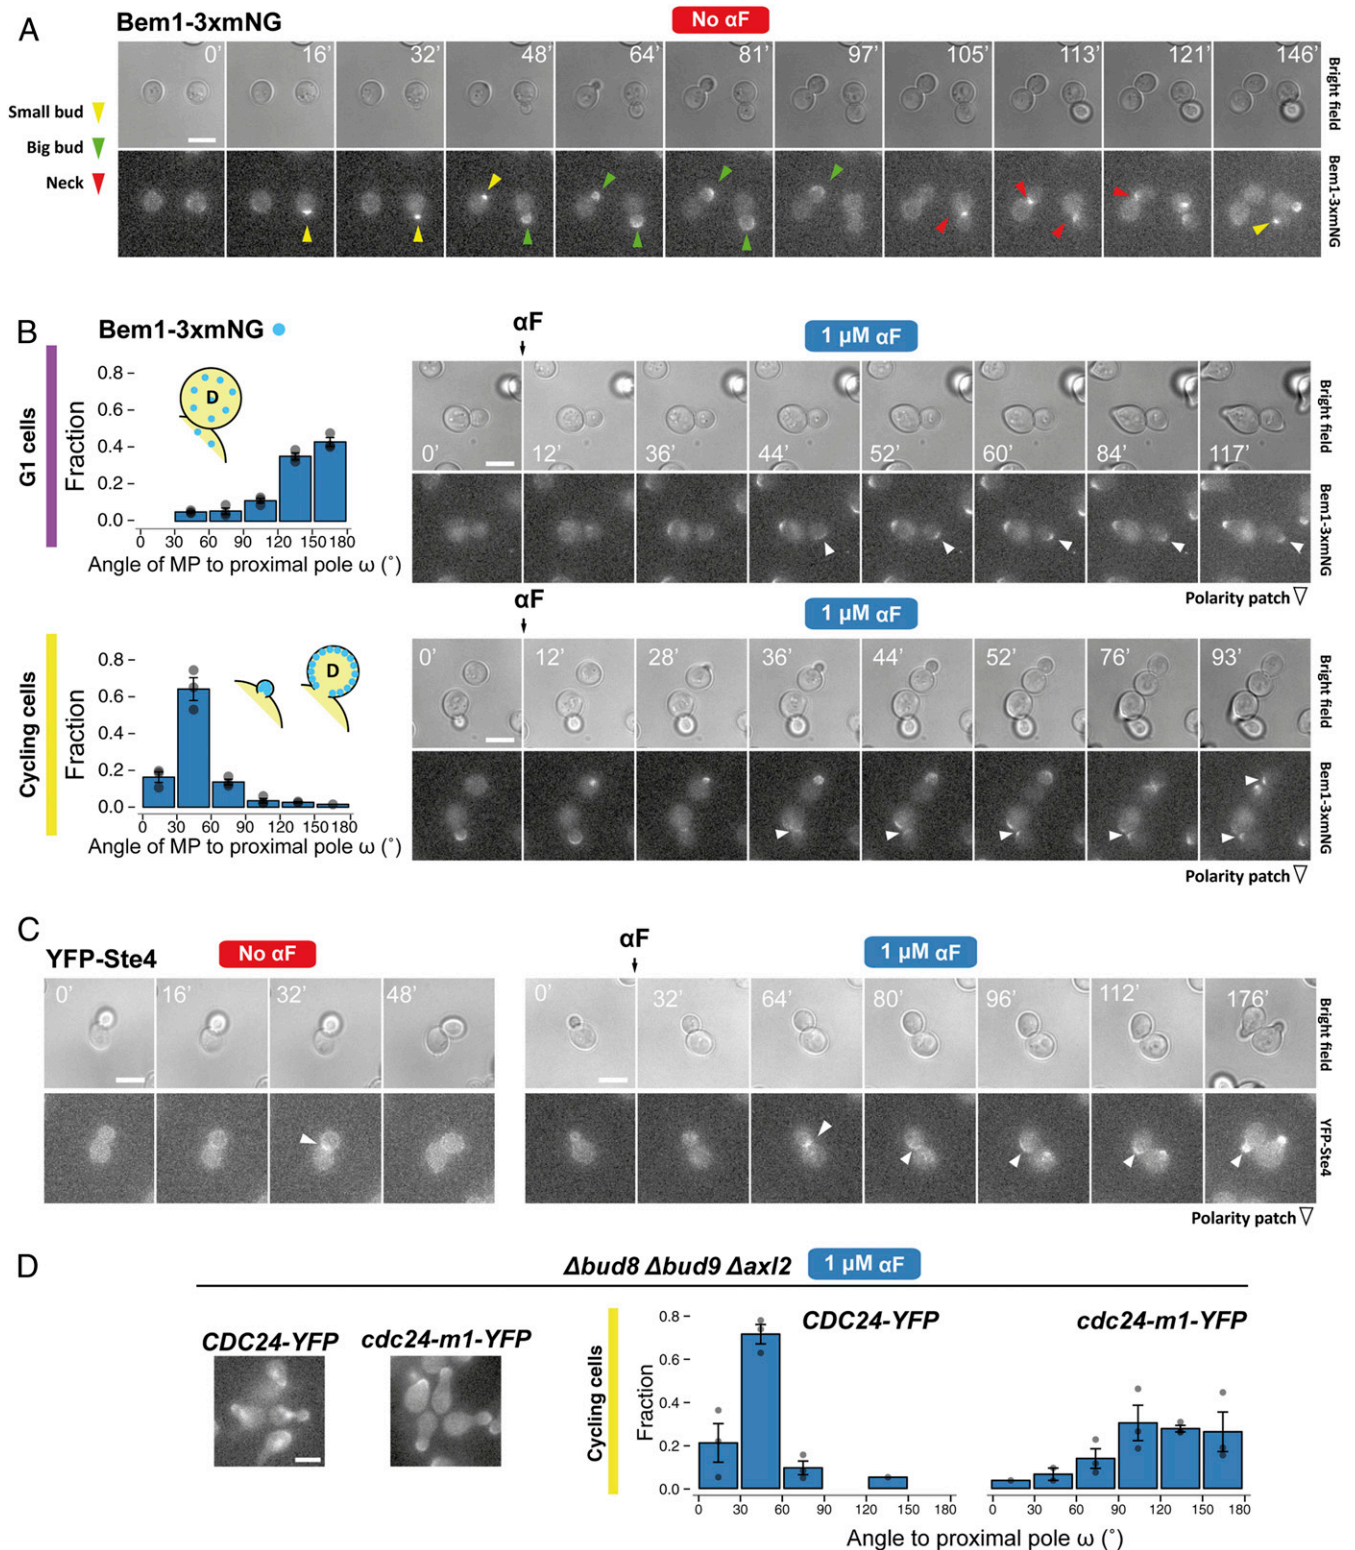 A
Bem1-3xmNG
No αF
0’ 16’ 32’ 48’ 64’ 81’ 97’ 105’ 113’ 121’ 146’
Bright field
Small bud
Big bud
Neck
Bem1-3xmNG
B
Bem1-3xmNG
αF
1 µM αF
G1 cells
Fraction
0.8
0.6
0.4
0.2
0.0
D
0 30 60 90 120 150 180
Angle of MP to proximal pole ω (˚)
0’ 12’ 36’ 44’ 52’ 60’ 84’ 117’
Bright field
Bem1-3xmNG
Polarity patch
αF
1 µM αF
Cycling cells
Fraction
0.8
0.6
0.4
0.2
0.0
D
0 30 60 90 120 150 180
Angle of MP to proximal pole ω (˚)
0’ 12’ 28’ 36’ 44’ 52’ 76’ 93’
Bright field
Bem1-3xmNG
Polarity patch
C
YFP-Ste4
No αF
0’ 16’ 32’ 48’
αF
1 µM αF
0’ 32’ 64’ 80’ 96’ 112’ 176’
Bright field
YFP-Ste4
Polarity patch
D
Δbud8 Δbud9 Δaxl2
1 µM αF
CDC24-YFP
cdc24-m1-YFP
Cycling cells
Fraction
0.8
0.6
0.4
0.2
0.0
CDC24-YFP
cdc24-m1-YFP
0 30 60 90 120 150 180
0 30 60 90 120 150 180
Angle to proximal pole ω (˚)